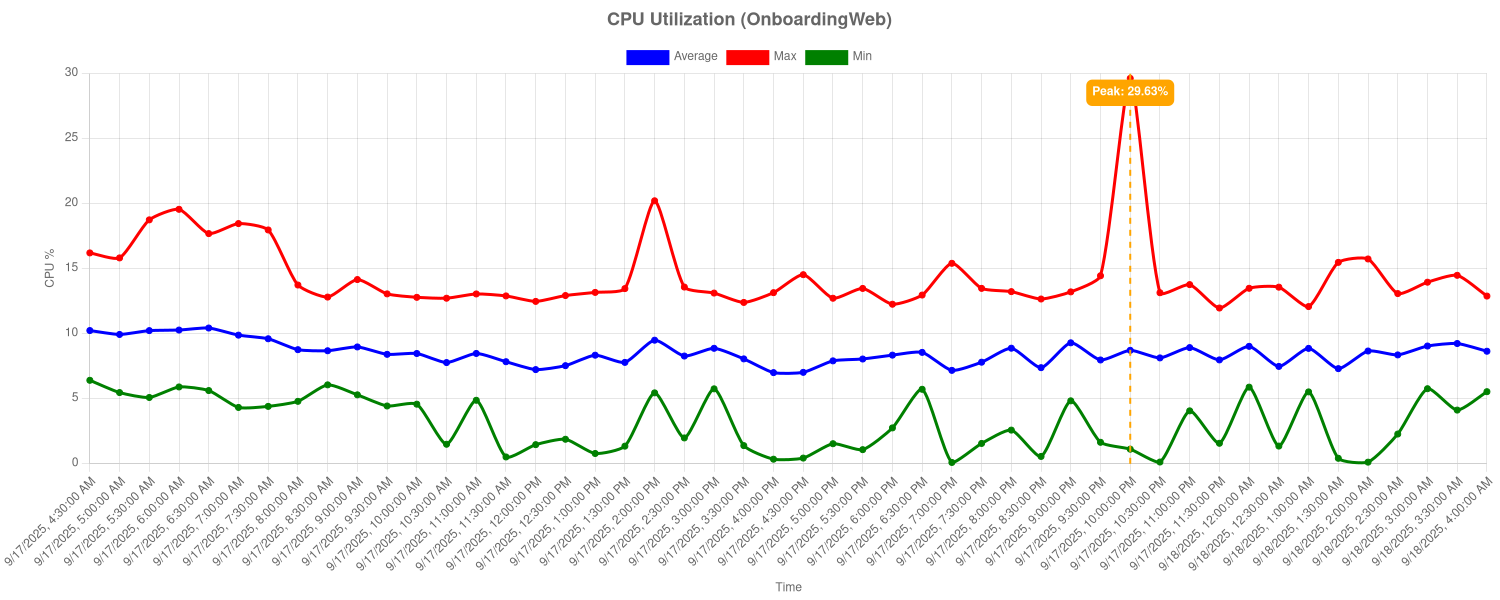 CPU Utilization (OnboardingWeb)
Average Max Min
30
Peak: 29.63%
25
20
15
10
5
0
CPU %
9/17/2025, 4:30:00 AM
9/17/2025, 5:00:00 AM
9/17/2025, 5:30:00 AM
9/17/2025, 6:00:00 AM
9/17/2025, 6:30:00 AM
9/17/2025, 7:00:00 AM
9/17/2025, 7:30:00 AM
9/17/2025, 8:00:00 AM
9/17/2025, 8:30:00 AM
9/17/2025, 9:00:00 AM
9/17/2025, 9:30:00 AM
9/17/2025, 10:00:00 AM
9/17/2025, 10:30:00 AM
9/17/2025, 11:00:00 AM
9/17/2025, 11:30:00 AM
9/17/2025, 12:00:00 PM
9/17/2025, 12:30:00 PM
9/17/2025, 1:00:00 PM
9/17/2025, 1:30:00 PM
9/17/2025, 2:00:00 PM
9/17/2025, 2:30:00 PM
9/17/2025, 3:00:00 PM
9/17/2025, 3:30:00 PM
9/17/2025, 4:00:00 PM
9/17/2025, 4:30:00 PM
9/17/2025, 5:00:00 PM
9/17/2025, 5:30:00 PM
9/17/2025, 6:00:00 PM
9/17/2025, 6:30:00 PM
9/17/2025, 7:00:00 PM
9/17/2025, 7:30:00 PM
9/17/2025, 8:00:00 PM
9/17/2025, 8:30:00 PM
9/17/2025, 9:00:00 PM
9/17/2025, 9:30:00 PM
9/17/2025, 10:00:00 PM
9/17/2025, 10:30:00 PM
9/17/2025, 11:00:00 PM
9/17/2025, 11:30:00 PM
9/18/2025, 12:00:00 AM
9/18/2025, 12:30:00 AM
9/18/2025, 1:00:00 AM
9/18/2025, 1:30:00 AM
9/18/2025, 2:00:00 AM
9/18/2025, 2:30:00 AM
9/18/2025, 3:00:00 AM
9/18/2025, 3:30:00 AM
9/18/2025, 4:00:00 AM
Time